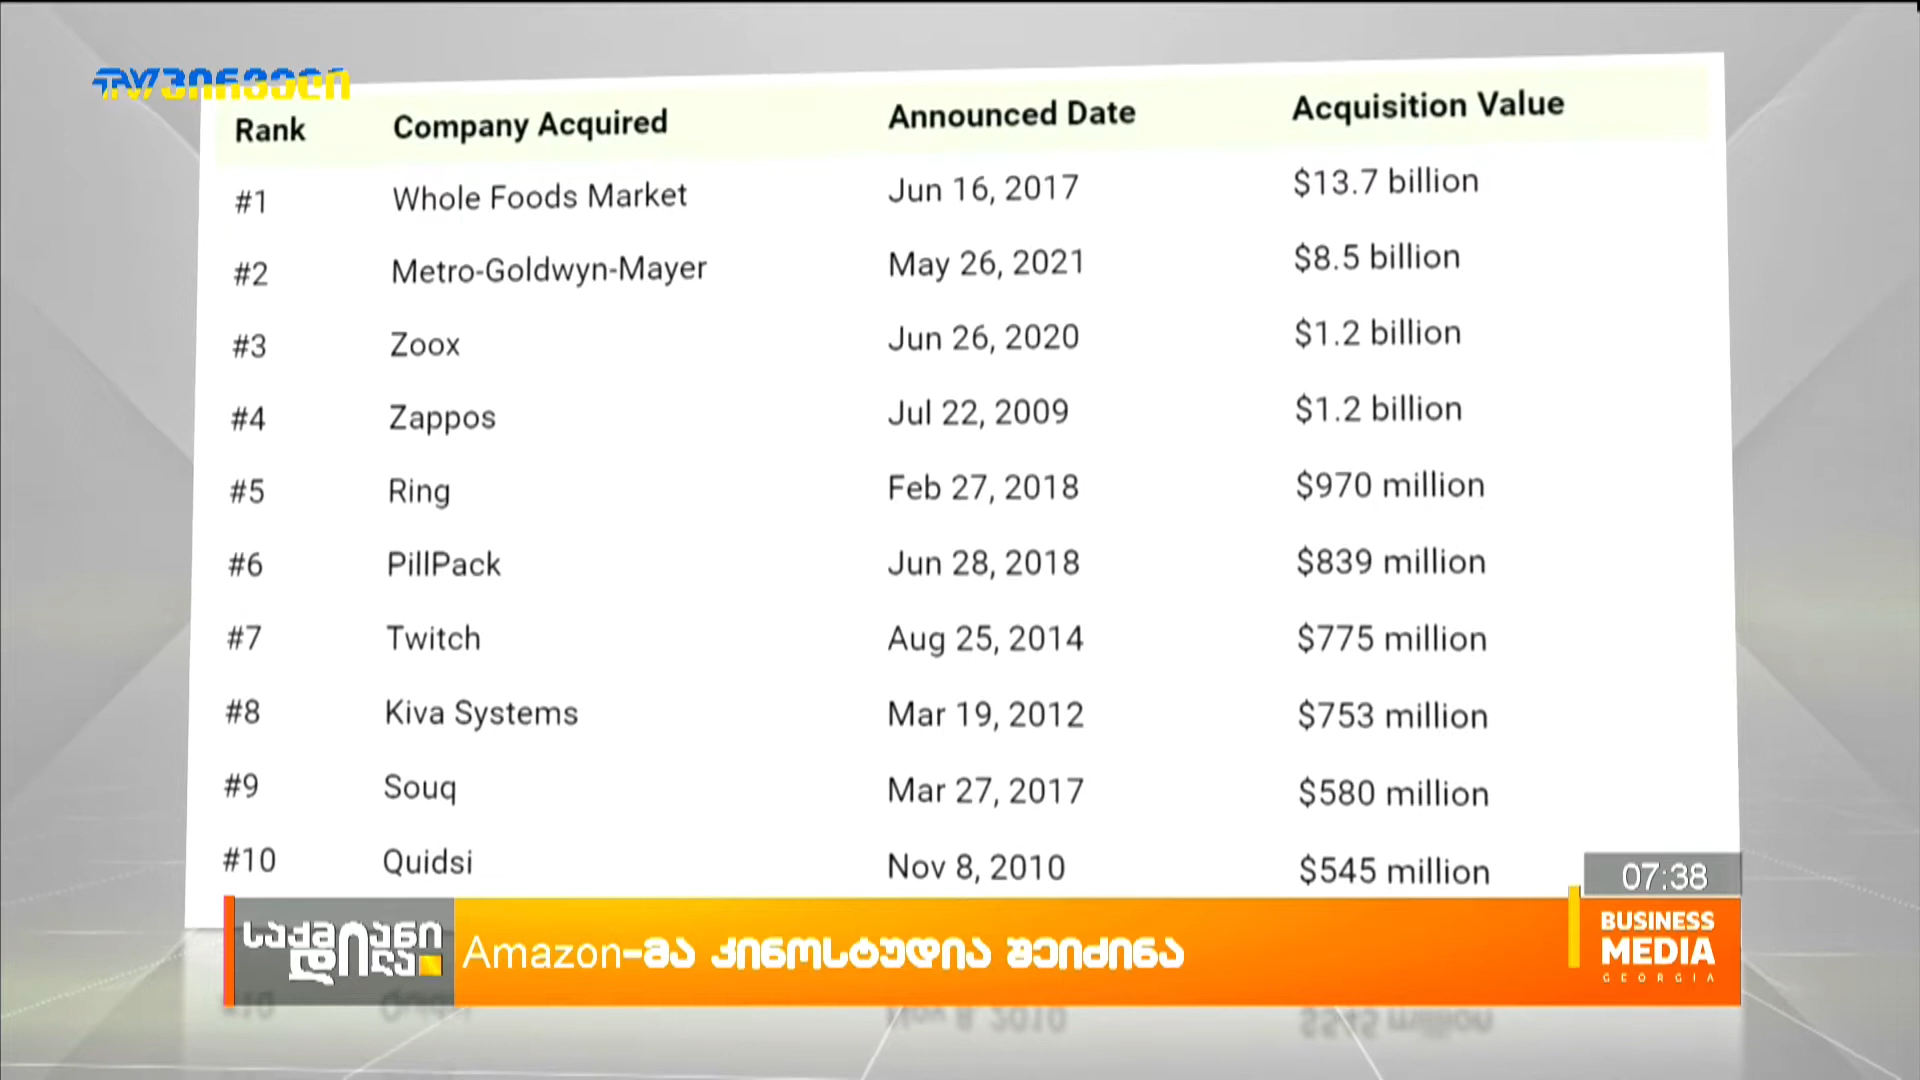 TV პირველი
Rank Company Acquired Announced Date Acquisition Value
#1 Whole Foods Market Jun 16, 2017 $13.7 billion
#2 Metro-Goldwyn-Mayer May 26, 2021 $8.5 billion
#3 Zoox Jun 26, 2020 $1.2 billion
#4 Zappos Jul 22, 2009 $1.2 billion
#5 Ring Feb 27, 2018 $970 million
#6 PillPack Jun 28, 2018 $839 million
#7 Twitch Aug 25, 2014 $775 million
#8 Kiva Systems Mar 19, 2012 $753 million
#9 Souq Mar 27, 2017 $580 million
#10 Quidsi Nov 8, 2010 $545 million
07:38
საქმიანი
დილა
Amazon-მა კინოსტუდია შეიძინა
BUSINESS
MEDIA
GEORGIA